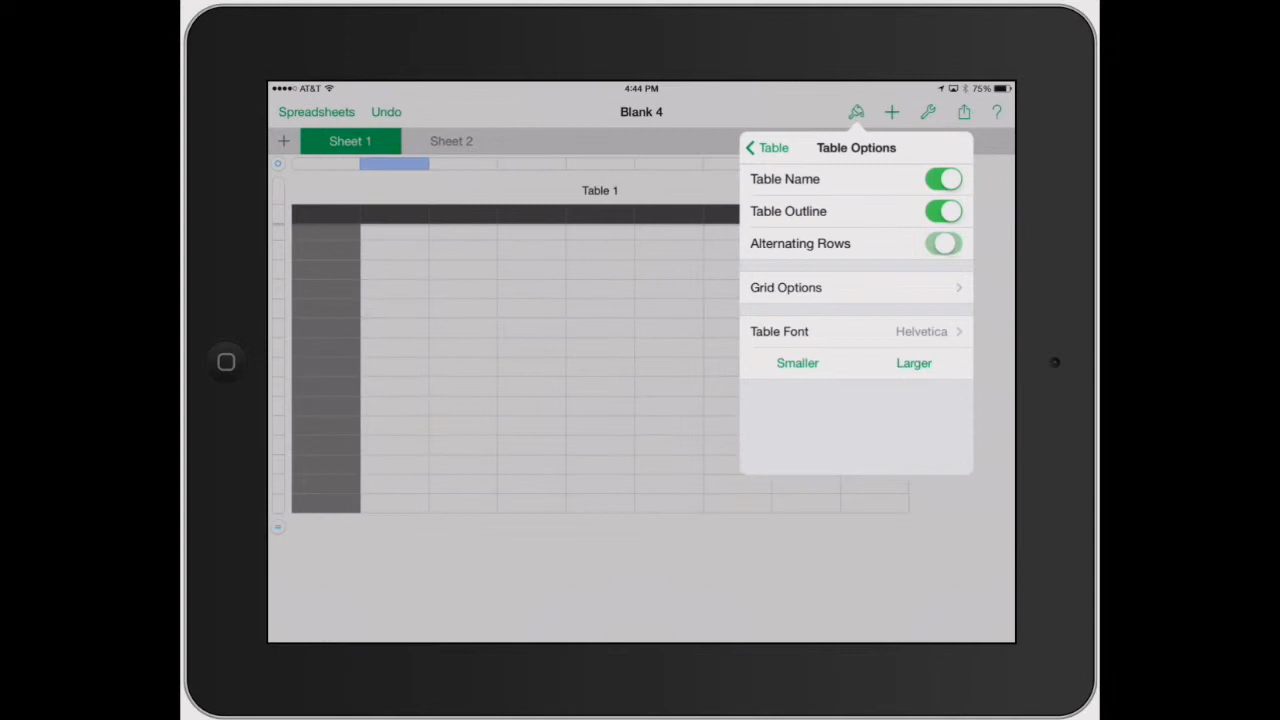 AT&T 4:44 PM 75%
Spreadsheets Undo Blank 4 ?
Sheet 1 Sheet 2
Table Table Options
Table 1
Table Name
Table Outline
Alternating Rows
Grid Options
Table Font Helvetica
Smaller Larger